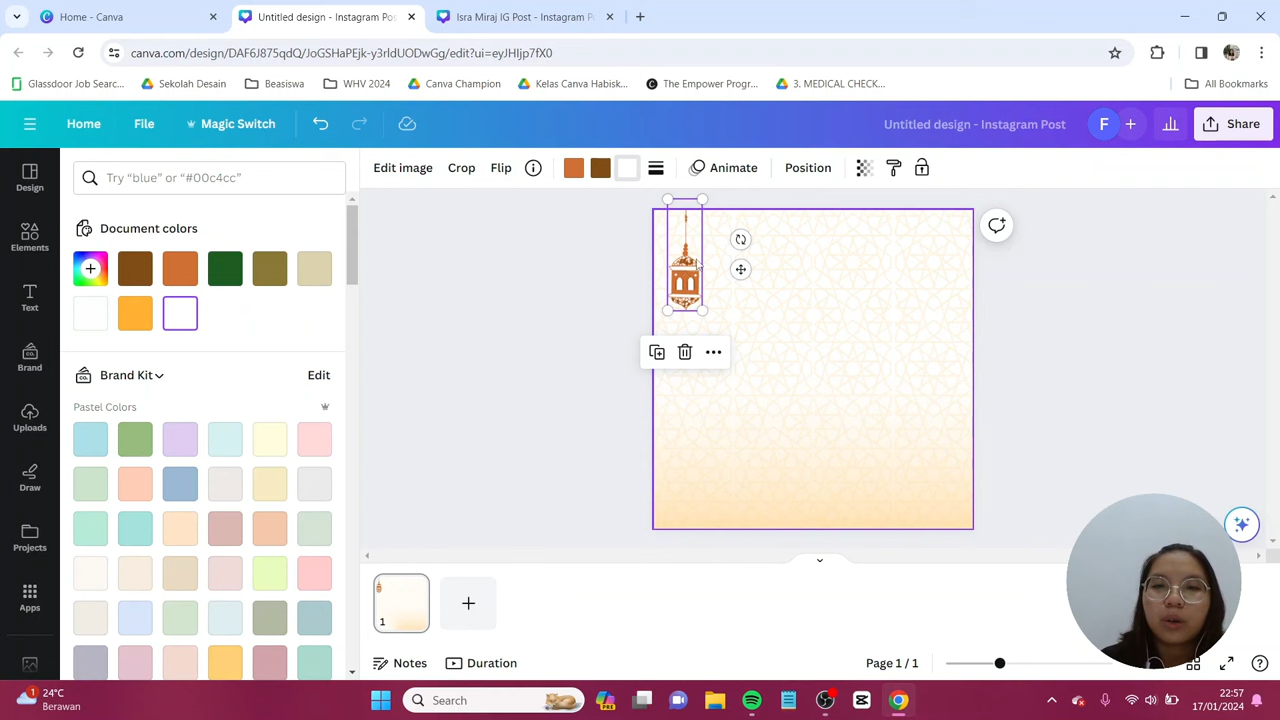 Home - Canva
Untitled design - Instagram Pos
Isra Miraj IG Post - Instagram P
canva.com/design/DAF6J875qdQ/JoGSHaPEjk-y3rldUODwGg/edit?ui=eyJHIjp7fX0
Glassdoor Job Searc...
Sekolah Desain
Beasiswa
WHV 2024
Canva Champion
Kelas Canva Habisk...
The Empower Progr...
3. MEDICAL CHECK...
All Bookmarks
Home
File
Magic Switch
Untitled design - Instagram Post
F
Share
Design
Elements
Text
Brand
Uploads
Draw
Projects
Apps
Try “blue” or “#00c4cc”
Document colors
Brand Kit
Edit
Pastel Colors
Edit image
Crop
Flip
Animate
Position
1
Notes
Duration
Page 1 / 1
1
24°C
Berawan
Search
PRE
22:57
17/01/2024